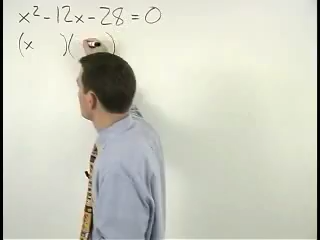 x² - 12x - 28 = 0
(x )( )